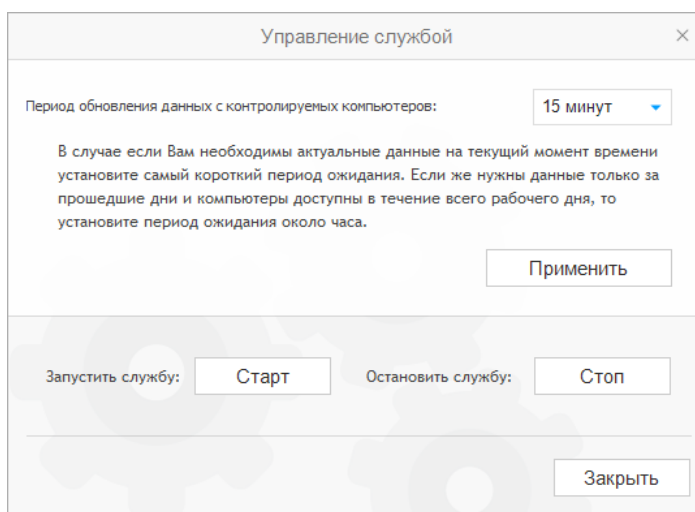 Управление службой
Период обновления данных с контролируемых компьютеров:
15 минут
В случае если Вам необходимы актуальные данные на текущий момент времени
установите самый короткий период ожидания. Если же нужны данные только за
прошедшие дни и компьютеры доступны в течение всего рабочего дня, то
установите период ожидания около часа.
Применить
Запустить службу:
Старт
Остановить службу:
Стоп
Закрыть